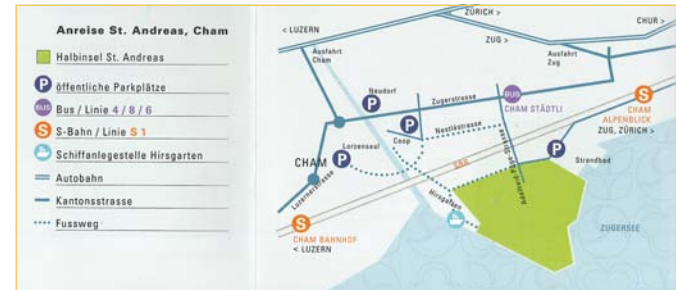 Anreise St. Andreas, Cham
Halbinsel St. Andreas
P öffentliche Parkplätze
BUS Bus / Linie 4 / 8 / 6
S S-Bahn / Linie S 1
Schiffanlegestelle Hirsgarten
Autobahn
Kantonsstrasse
Fussweg
< LUZERN
ZÜRICH >
CHUR >
ZUG >
Ausfahrt
Cham
Ausfahrt
Zug
Neudorf
P
Zugerstrasse
BUS
CHAM STÄDTLI
S
CHAM
ALPENBLICK
ZUG, ZÜRICH >
Nestléstrasse
Coop
P
Lorzensaal
P
CHAM
Luzernerstrasse
SBB
P
Strandbad
Hirsgarten
S
CHAM BAHNHOF
< LUZERN
ZUGERSEE